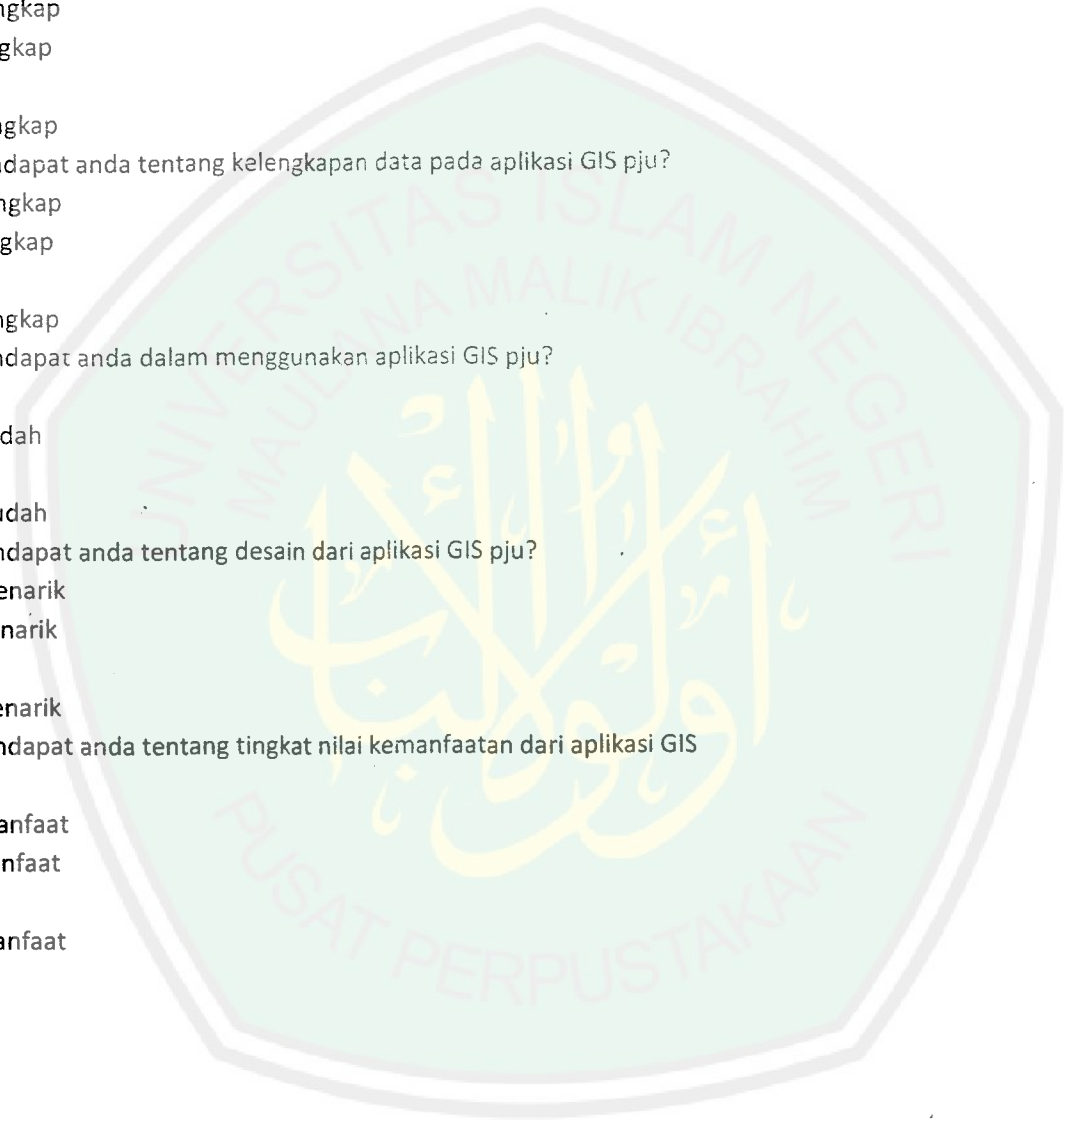 ngkap
gkap
ngkap
ndapat anda tentang kelengkapan data pada aplikasi GIS pju?
ngkap
gkap
ngkap
ndapat anda dalam menggunakan aplikasi GIS pju?
dah
udah
ndapat anda tentang desain dari aplikasi GIS pju?
enarik
narik
enarik
ndapat anda tentang tingkat nilai kemanfaatan dari aplikasi GIS
anfaat
nfaat
anfaat
UNIVERSITAS ISLAM NEGERI
MAULANA MALIK IBRAHIM
PUSAT PERPUSTAKAAN